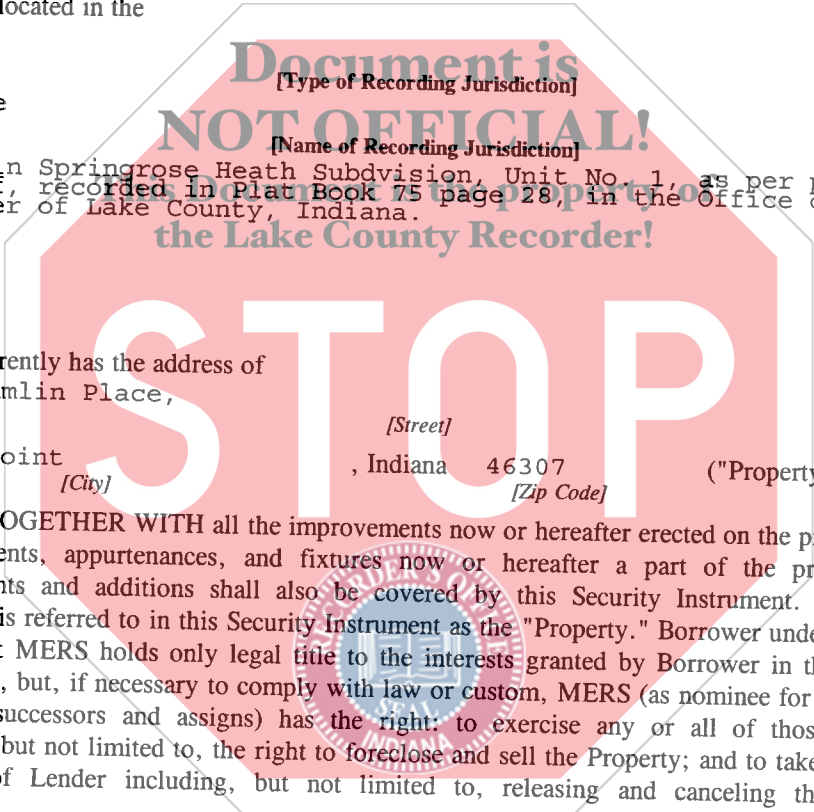 located in the
Document is
[Type of Recording Jurisdiction]
e
NOT OFFICIAL!
[Name of Recording Jurisdiction]
n Springrose Heath Subdvision, Unit No. 1, as per p
, recorded in Plat Book 75 page 28, in the Office o
This Document is the property of
er of Lake County, Indiana.
the Lake County Recorder!
STOP
rently has the address of
mlin Place,
[Street]
oint , Indiana 46307 ("Property
[City] [Zip Code]
OGETHER WITH all the improvements now or hereafter erected on the p
ents, appurtenances, and fixtures now or hereafter a part of the pr
nts and additions shall also be covered by this Security Instrument.
is referred to in this Security Instrument as the "Property." Borrower unde
t MERS holds only legal title to the interests granted by Borrower in th
, but, if necessary to comply with law or custom, MERS (as nominee for
successors and assigns) has the right: to exercise any or all of thos
but not limited to, the right to foreclose and sell the Property; and to take
of Lender including, but not limited to, releasing and canceling th
RECORDER'S OFFICE
SEAL
INDIANA